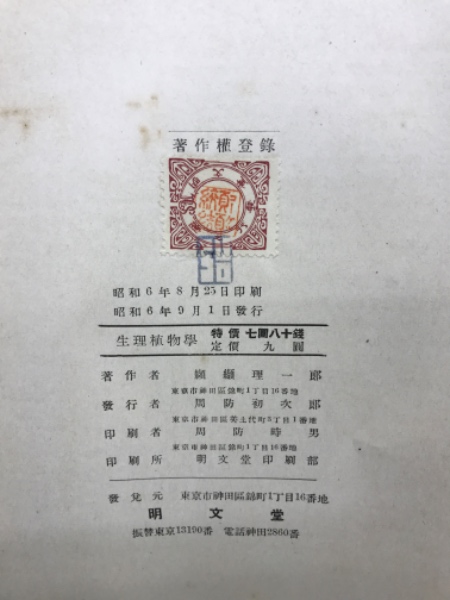 著作權登錄
昭和6年8月25日印刷
昭和6年9月1日發行
生理植物學 特價 七圓八十錢
定價 九圓
著作者 纐纈理一郎
東京市神田區錦町1丁目16番地
發行者 周防初次郎
東京市神田區美土代町3丁目1番地
印刷者 周防時男
東京市神田區錦町1丁目16番地
印刷所 明文堂印刷部
發兌元 東京市神田區錦町1丁目16番地
明文堂
振替東京13190番 電話神田2860番